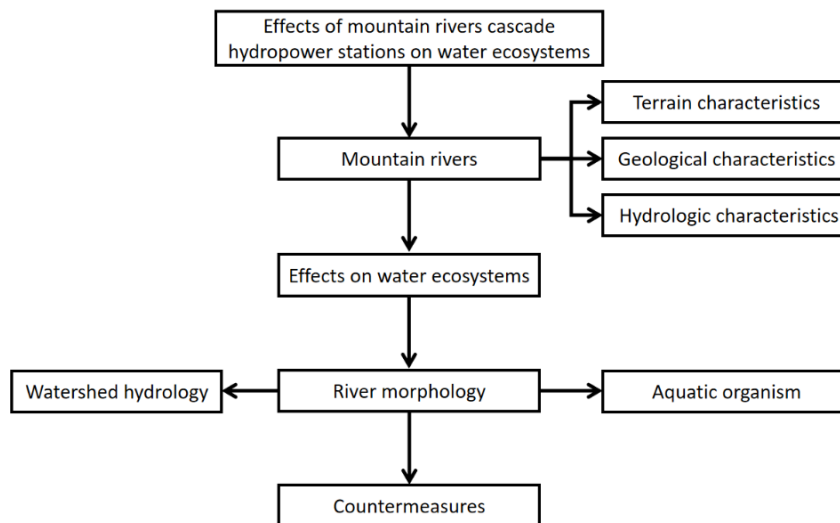 Effects of mountain rivers cascade
hydropower stations on water ecosystems
Terrain characteristics
Mountain rivers
Geological characteristics
Hydrologic characteristics
Effects on water ecosystems
Watershed hydrology
River morphology
Aquatic organism
Countermeasures